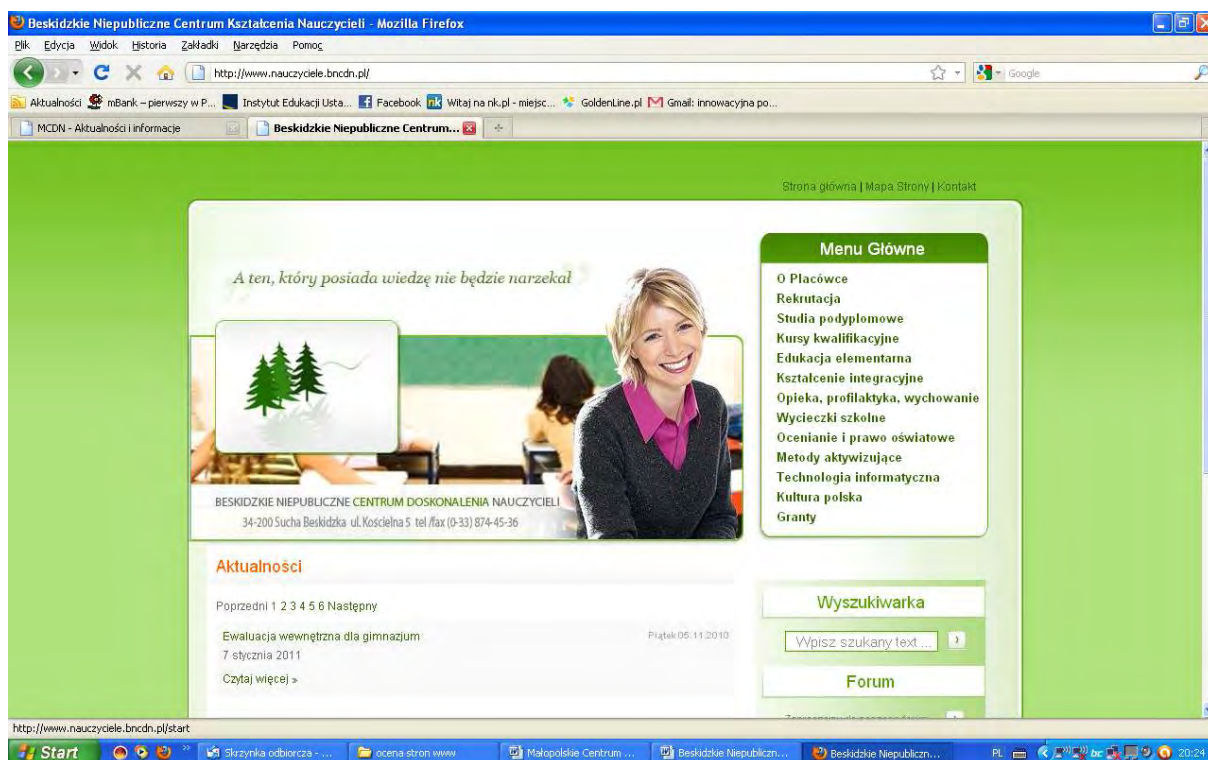 Beskidzkie Niepubliczne Centrum Kształcenia Nauczycieli - Mozilla Firefox
Plik Edycja Widok Historia Zakładki Narzędzia Pomoc
http://www.nauczyciele.bncdn.pl/
Google
Aktualności mBank – pierwszy w P... Instytut Edukacji Usta... Facebook nk Witaj na nk.pl - miejsc... GoldenLine.pl Gmail: innowacyjna po...
MCDN - Aktualności i informacje Beskidzkie Niepubliczne Centrum...
Strona główna | Mapa Strony | Kontakt
A ten, który posiada wiedzę nie będzie narzekał
BESKIDZKIE NIEPUBLICZNE CENTRUM DOSKONALENIA NAUCZYCIELI
34-200 Sucha Beskidzka ul. Koscielna 5 tel /fax (0-33) 874-45-36
Menu Główne
O Placówce
Rekrutacja
Studia podyplomowe
Kursy kwalifikacyjne
Edukacja elementarna
Kształcenie integracyjne
Opieka, profilaktyka, wychowanie
Wycieczki szkolne
Ocenianie i prawo oświatowe
Metody aktywizujące
Technologia informatyczna
Kultura polska
Granty
Aktualności
Poprzedni 1 2 3 4 5 6 Następny
Ewaluacja wewnętrzna dla gimnazjum Piątek 05.11.2010
7 stycznia 2011
Czytaj więcej »
Wyszukiwarka
Wpisz szukany text ...
Forum
http://www.nauczyciele.bncdn.pl/start
Start Skrzynka odbiorcza - ... ocena stron www Małopolskie Centrum ... Beskidzkie Niepubliczn... Beskidzkie Niepubliczn... PL bc 20:24